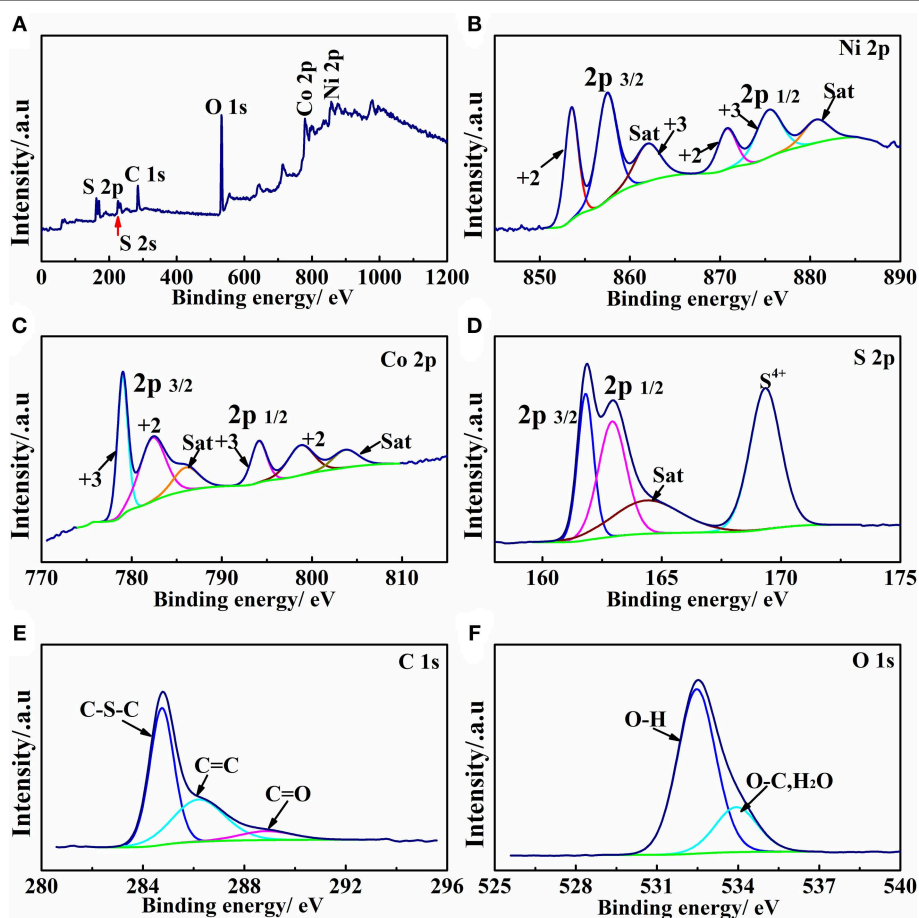 A
Intensity/.a.u
S 2p
S 2s
C 1s
O 1s
Co 2p
Ni 2p
0 200 400 600 800 1000 1200
Binding energy/ eV
B
Ni 2p
Intensity/.a.u
+2
2p 3/2
Sat
+3
+2
+3
2p 1/2
Sat
850 860 870 880 890
Binding energy/ eV
C
Co 2p
Intensity/.a.u
+3
2p 3/2
+2
Sat
+3
2p 1/2
+2
Sat
770 780 790 800 810
Binding energy/ eV
D
S 2p
Intensity/.a.u
2p 3/2
2p 1/2
Sat
S4+
160 165 170 175
Binding energy/ eV
E
C 1s
Intensity/.a.u
C-S-C
C=C
C=O
280 284 288 292 296
Binding energy/ eV
F
O 1s
Intensity/.a.u
O-H
O-C,H2O
525 528 531 534 537 540
Binding energy/ eV